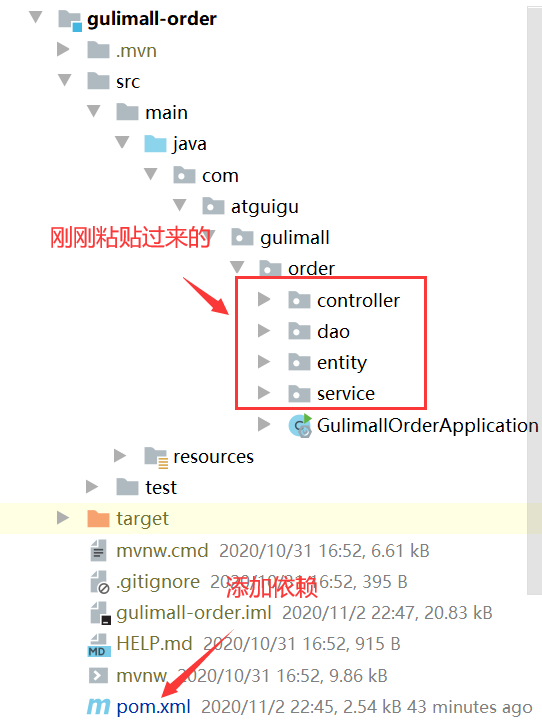 gulimall-order
.mvn
src
main
java
com
atguigu
刚刚粘贴过来的
gulimall
order
controller
dao
entity
service
GulimallOrderApplication
resources
test
target
mvnw.cmd 2020/10/31 16:52, 6.61 kB
添加依赖
.gitignore 2020/10/31 16:52, 395 B
gulimall-order.iml 2020/11/2 22:47, 20.83 kB
HELP.md 2020/10/31 16:52, 915 B
mvnw 2020/10/31 16:52, 9.86 kB
pom.xml 2020/11/2 22:45, 2.54 kB 43 minutes ago